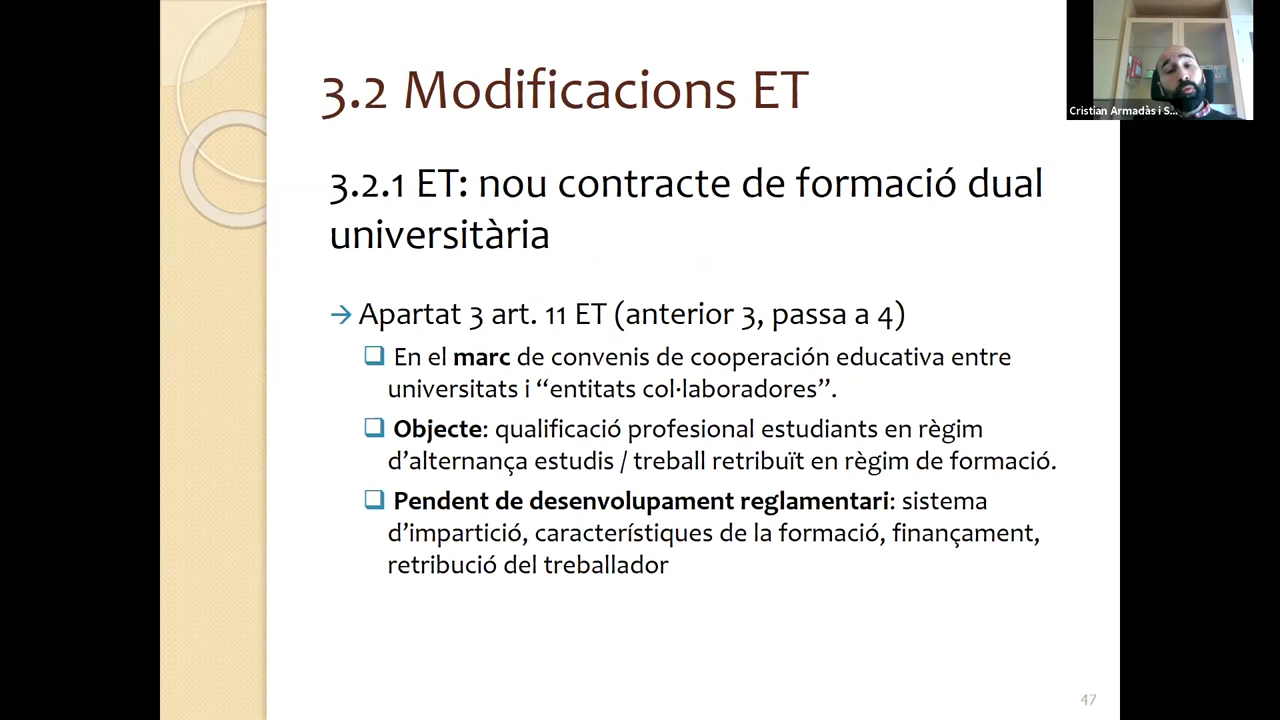 3.2 Modificacions ET
Cristian Armadàs i S...
3.2.1 ET: nou contracte de formació dual
universitària
→ Apartat 3 art. 11 ET (anterior 3, passa a 4)
❑ En el marc de convenis de cooperación educativa entre
universitats i “entitats col·laboradores”.
❑ Objecte: qualificació profesional estudiants en règim
d’alternança estudis / treball retribuït en règim de formació.
❑ Pendent de desenvolupament reglamentari: sistema
d’impartició, característiques de la formació, finançament,
retribució del treballador
47